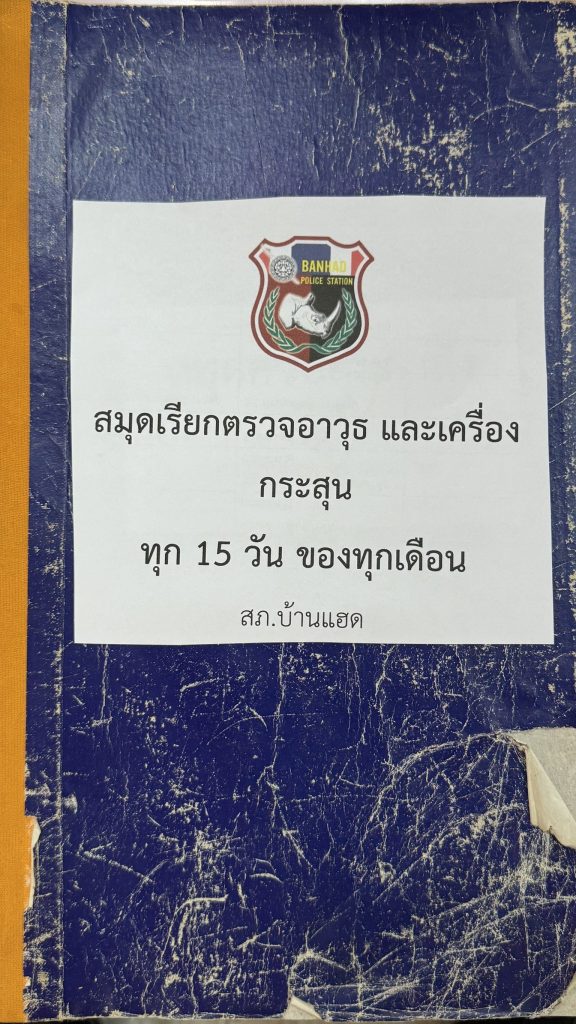 BANHAD
POLICE STATION
สมุดเรียกตรวจอาวุธ และเครื่อง
กระสุน
ทุก 15 วัน ของทุกเดือน
สภ.บ้านแฮด